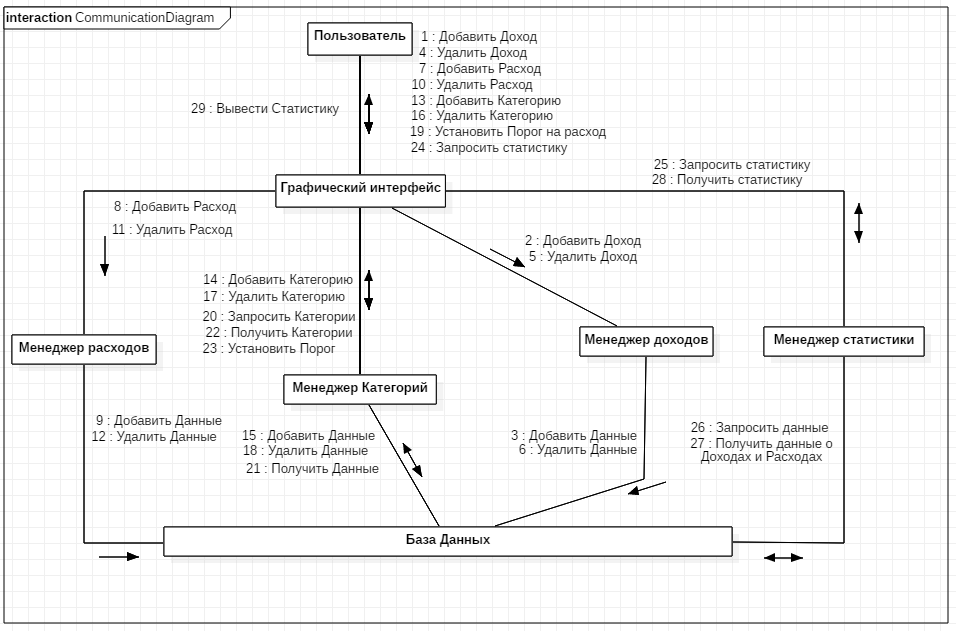 interaction CommunicationDiagram
Пользователь
1 : Добавить Доход
4 : Удалить Доход
7 : Добавить Расход
10 : Удалить Расход
13 : Добавить Категорию
16 : Удалить Категорию
19 : Установить Порог на расход
24 : Запросить статистику
29 : Вывести Статистику
25 : Запросить статистику
28 : Получить статистику
Графический интерфейс
8 : Добавить Расход
11 : Удалить Расход
2 : Добавить Доход
5 : Удалить Доход
14 : Добавить Категорию
17 : Удалить Категорию
20 : Запросить Категории
22 : Получить Категории
23 : Установить Порог
Менеджер расходов
Менеджер доходов
Менеджер статистики
Менеджер Категорий
9 : Добавить Данные
12 : Удалить Данные
15 : Добавить Данные
18 : Удалить Данные
21 : Получить Данные
3 : Добавить Данные
6 : Удалить Данные
26 : Запросить данные
27 : Получить данные о
Доходах и Расходах
База Данных